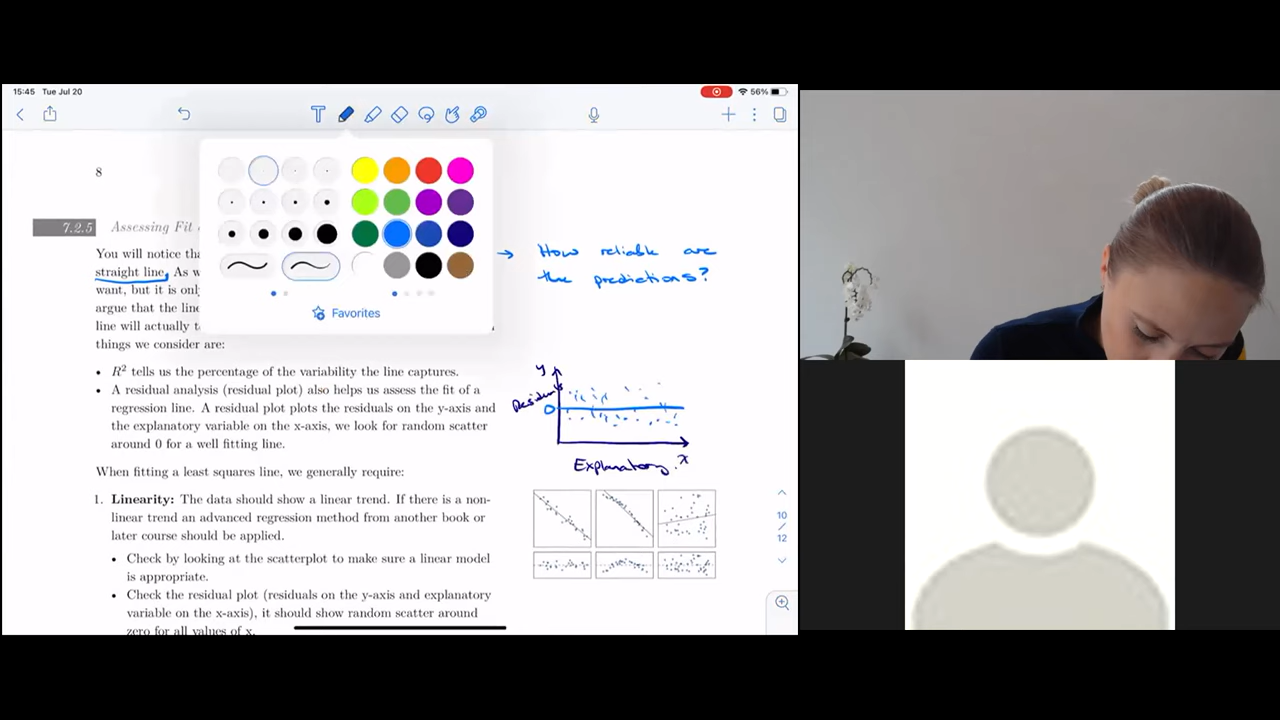 15:45 Tue Jul 20
56%
8
7.2.5 Assessing Fit
Favorites
You will notice tha
straight line. As w
want, but it is only
argue that the line
line will actually t
things we consider are:
→ How reliable are
the predictions?
• R² tells us the percentage of the variability the line captures.
• A residual analysis (residual plot) also helps us assess the fit of a
regression line. A residual plot plots the residuals on the y-axis and
the explanatory variable on the x-axis, we look for random scatter
around 0 for a well fitting line.
y
0
Explanatory x
When fitting a least squares line, we generally require:
1. Linearity: The data should show a linear trend. If there is a non-
linear trend an advanced regression method from another book or
later course should be applied.
• Check by looking at the scatterplot to make sure a linear model
is appropriate.
• Check the residual plot (residuals on the y-axis and explanatory
variable on the x-axis), it should show random scatter around
zero for all values of x.
10
/
12